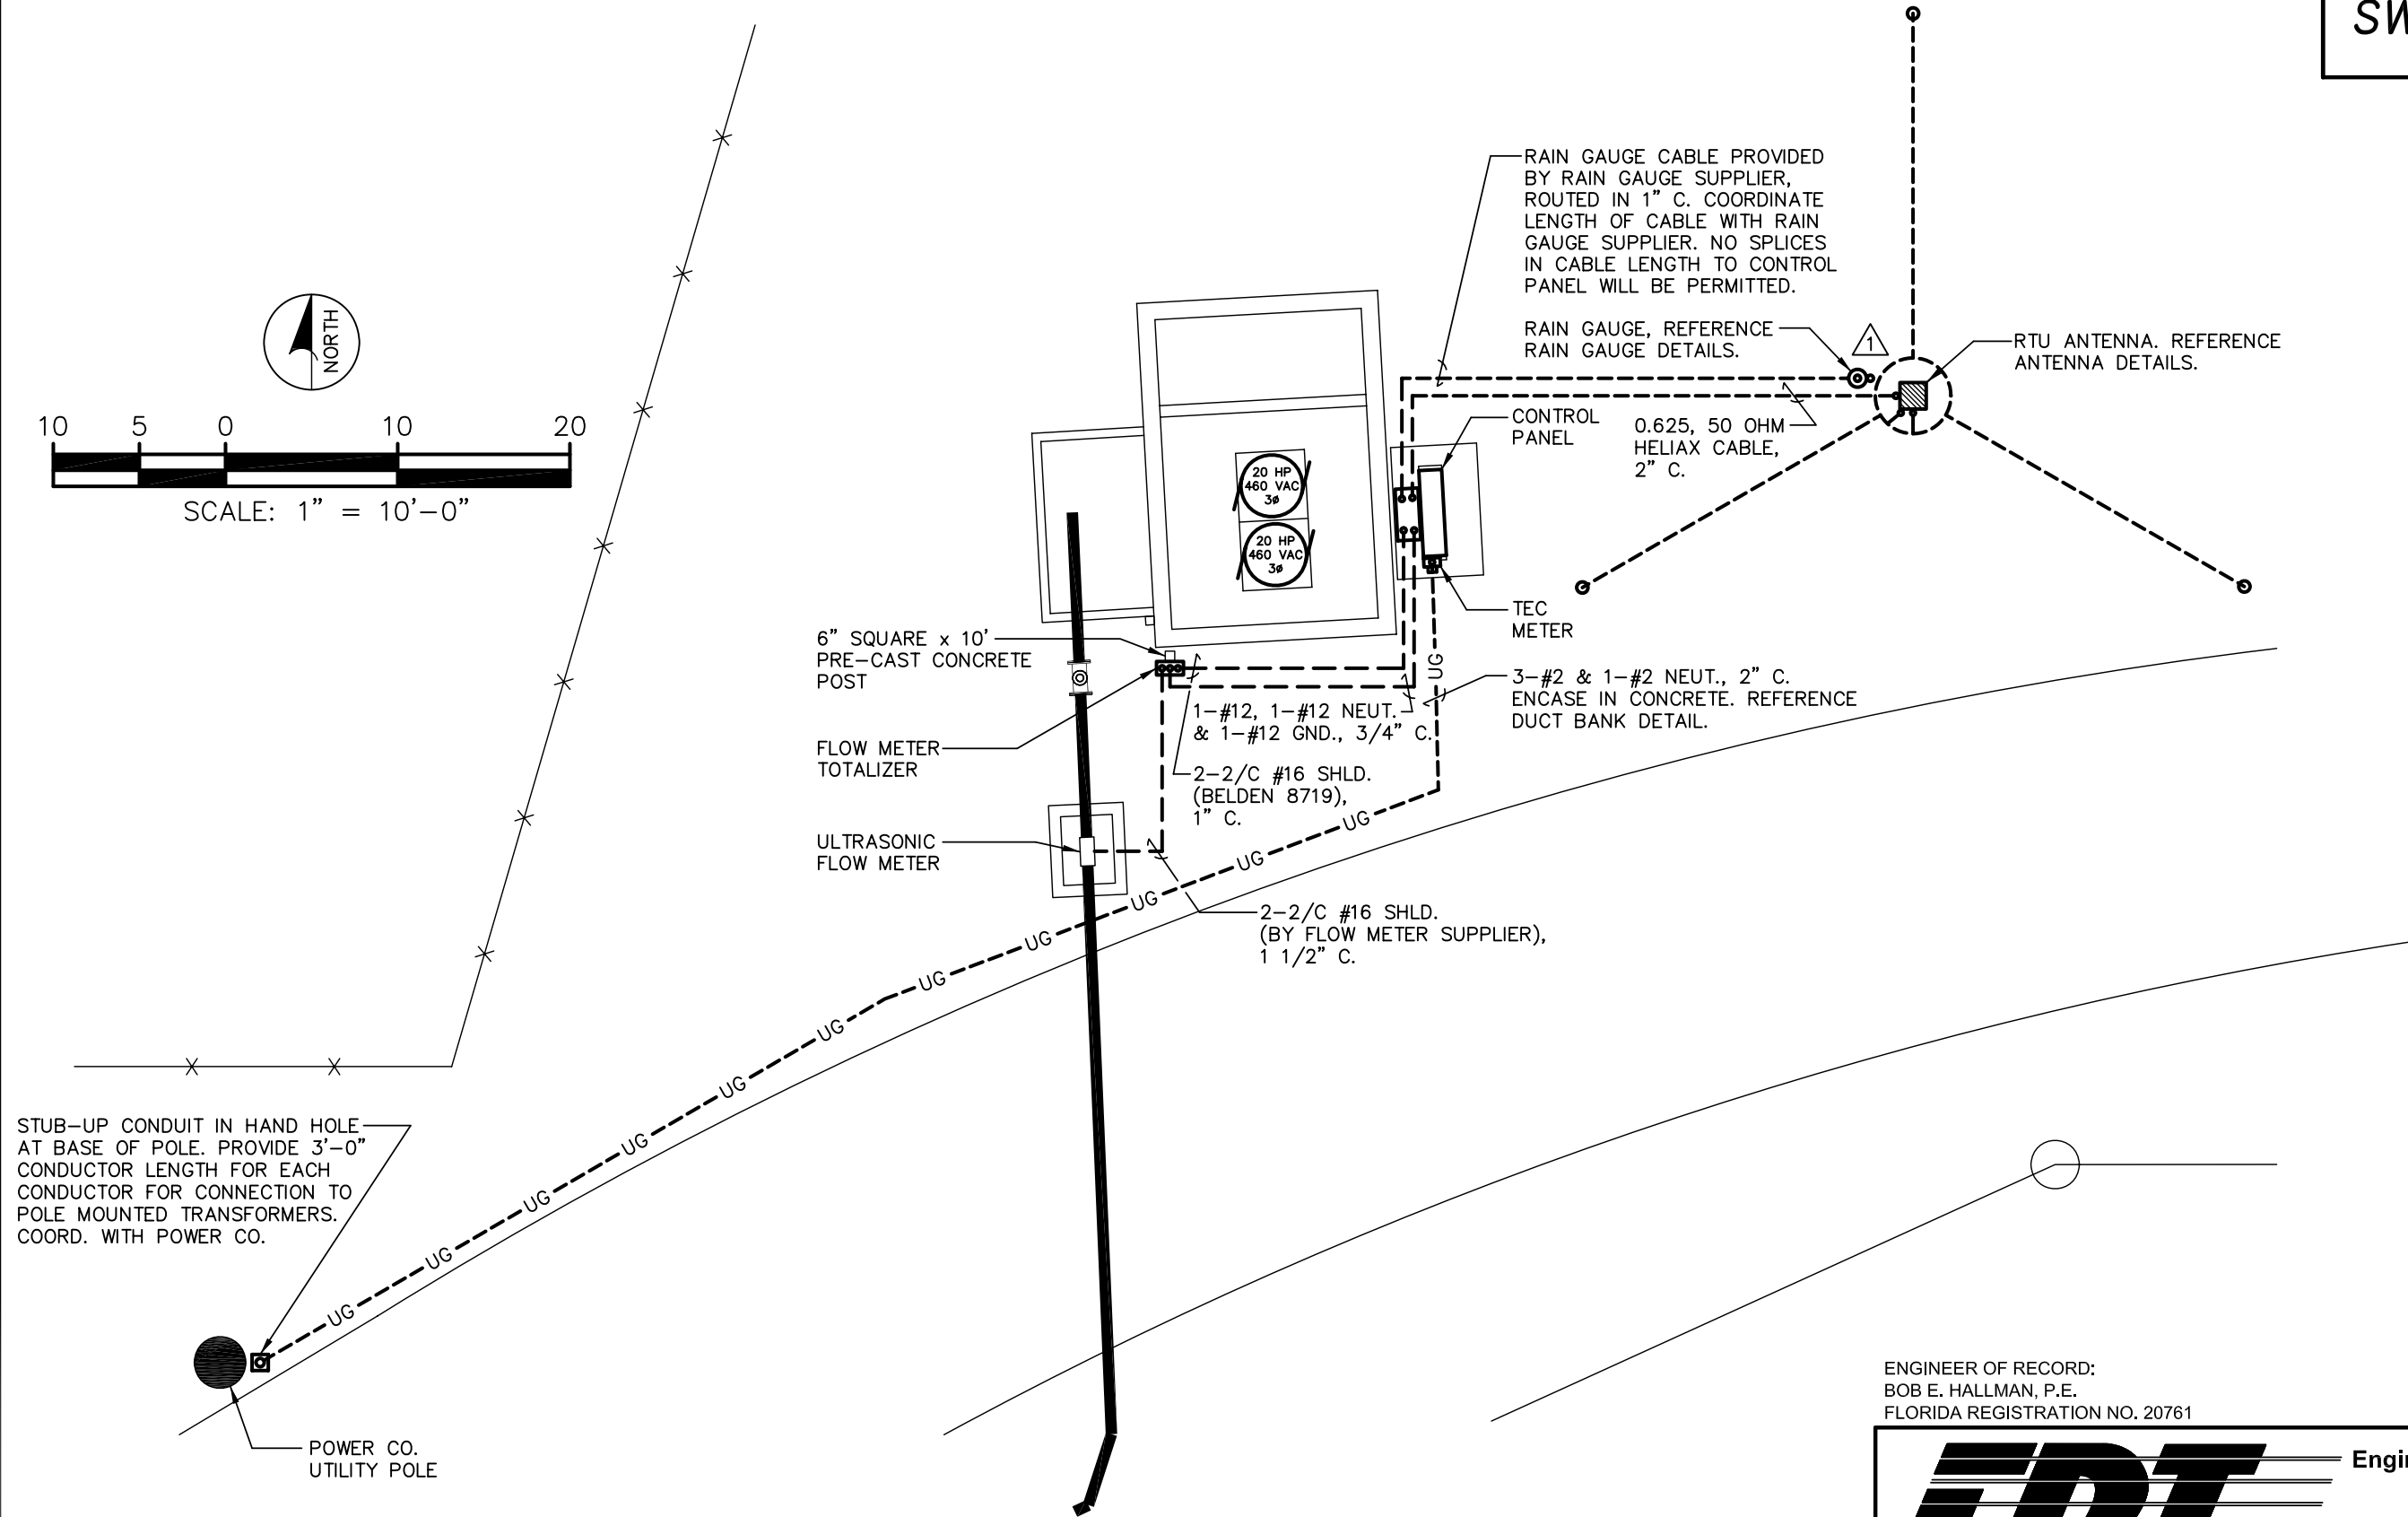 SW
RAIN GAUGE CABLE PROVIDED
BY RAIN GAUGE SUPPLIER,
ROUTED IN 1" C. COORDINATE
LENGTH OF CABLE WITH RAIN
GAUGE SUPPLIER. NO SPLICES
IN CABLE LENGTH TO CONTROL
PANEL WILL BE PERMITTED.
NORTH
10 5 0 10 20
SCALE: 1" = 10'-0"
RAIN GAUGE, REFERENCE
RAIN GAUGE DETAILS.
1
RTU ANTENNA. REFERENCE
ANTENNA DETAILS.
CONTROL
PANEL
0.625, 50 OHM
HELIAX CABLE,
2" C.
20 HP
460 VAC
3ø
20 HP
460 VAC
3ø
TEC
METER
6" SQUARE x 10'
PRE-CAST CONCRETE
POST
UG
3-#2 & 1-#2 NEUT., 2" C.
ENCASE IN CONCRETE. REFERENCE
DUCT BANK DETAIL.
1-#12, 1-#12 NEUT.
& 1-#12 GND., 3/4" C.
FLOW METER
TOTALIZER
2-2/C #16 SHLD.
(BELDEN 8719),
1" C.
UG
ULTRASONIC
FLOW METER
UG
UG
2-2/C #16 SHLD.
(BY FLOW METER SUPPLIER),
1 1/2" C.
UG
UG
UG
UG
UG
UG
UG
UG
STUB-UP CONDUIT IN HAND HOLE
AT BASE OF POLE. PROVIDE 3'-0"
CONDUCTOR LENGTH FOR EACH
CONDUCTOR FOR CONNECTION TO
POLE MOUNTED TRANSFORMERS.
COORD. WITH POWER CO.
POWER CO.
UTILITY POLE
ENGINEER OF RECORD:
BOB E. HALLMAN, P.E.
FLORIDA REGISTRATION NO. 20761
Engi